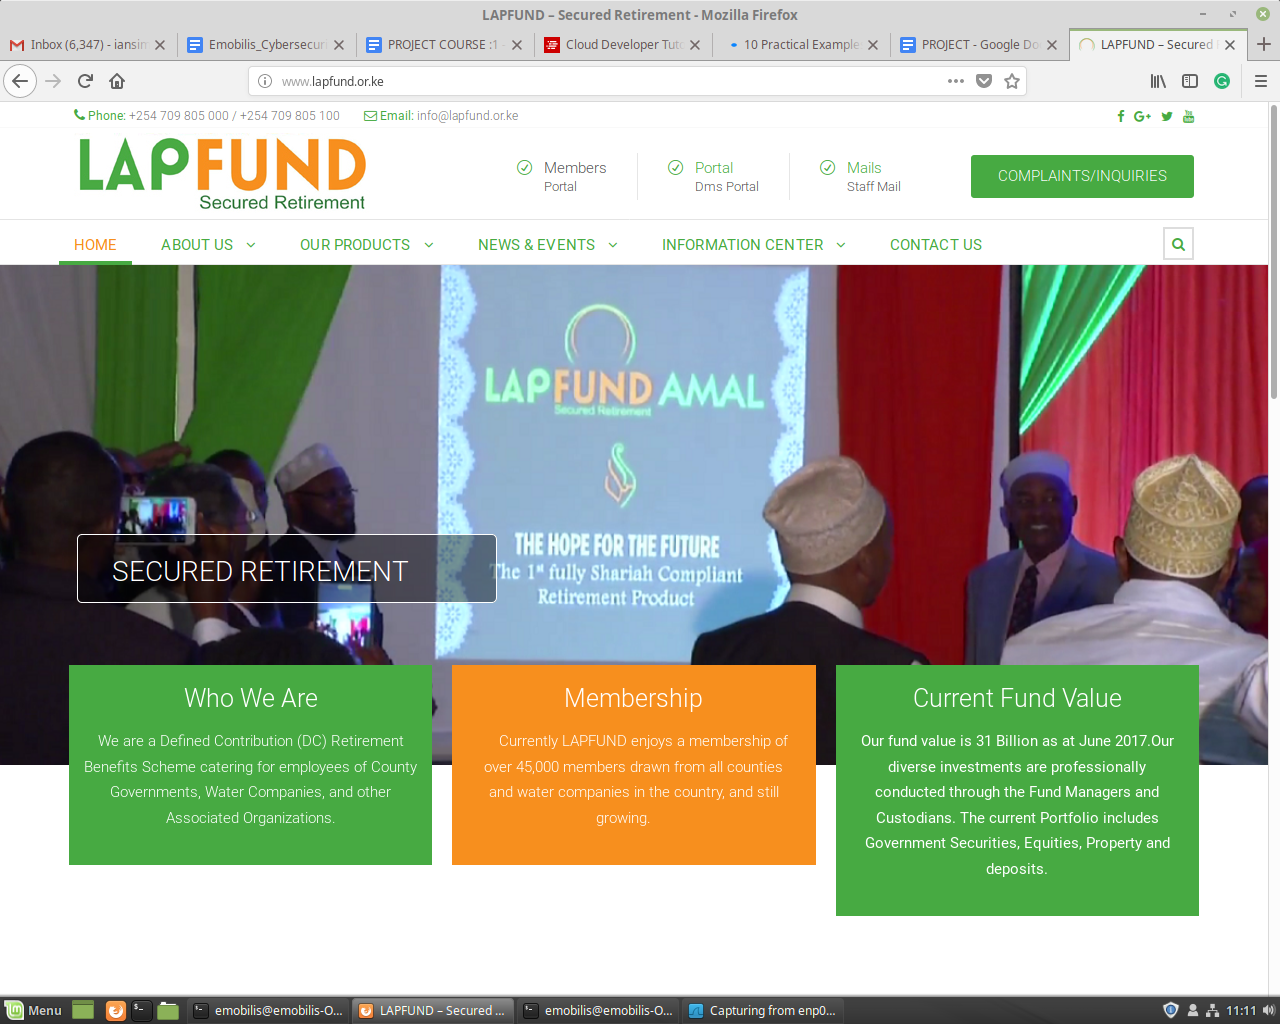 LAPFUND – Secured Retirement - Mozilla Firefox
Inbox (6,347) - iansim
Emobilis_Cybersecuri
PROJECT COURSE :1 -
Cloud Developer Tuto
10 Practical Examples
PROJECT - Google Do
LAPFUND – Secured
www.lapfund.or.ke
Phone: +254 709 805 000 / +254 709 805 100
Email: info@lapfund.or.ke
LAPFUND
Secured Retirement
Members
Portal
Portal
Dms Portal
Mails
Staff Mail
COMPLAINTS/INQUIRIES
HOME
ABOUT US
OUR PRODUCTS
NEWS & EVENTS
INFORMATION CENTER
CONTACT US
LAPFUND AMAL
Secured Retirement
THE HOPE FOR THE FUTURE
The 1st fully Shariah Compliant
Retirement Product
SECURED RETIREMENT
Who We Are
We are a Defined Contribution (DC) Retirement
Benefits Scheme catering for employees of County
Governments, Water Companies, and other
Associated Organizations.
Membership
Currently LAPFUND enjoys a membership of
over 45,000 members drawn from all counties
and water companies in the country, and still
growing.
Current Fund Value
Our fund value is 31 Billion as at June 2017.Our
diverse investments are professionally
conducted through the Fund Managers and
Custodians. The current Portfolio includes
Government Securities, Equities, Property and
deposits.
Menu
emobilis@emobilis-O...
LAPFUND – Secured ...
emobilis@emobilis-O...
Capturing from enp0...
11:11